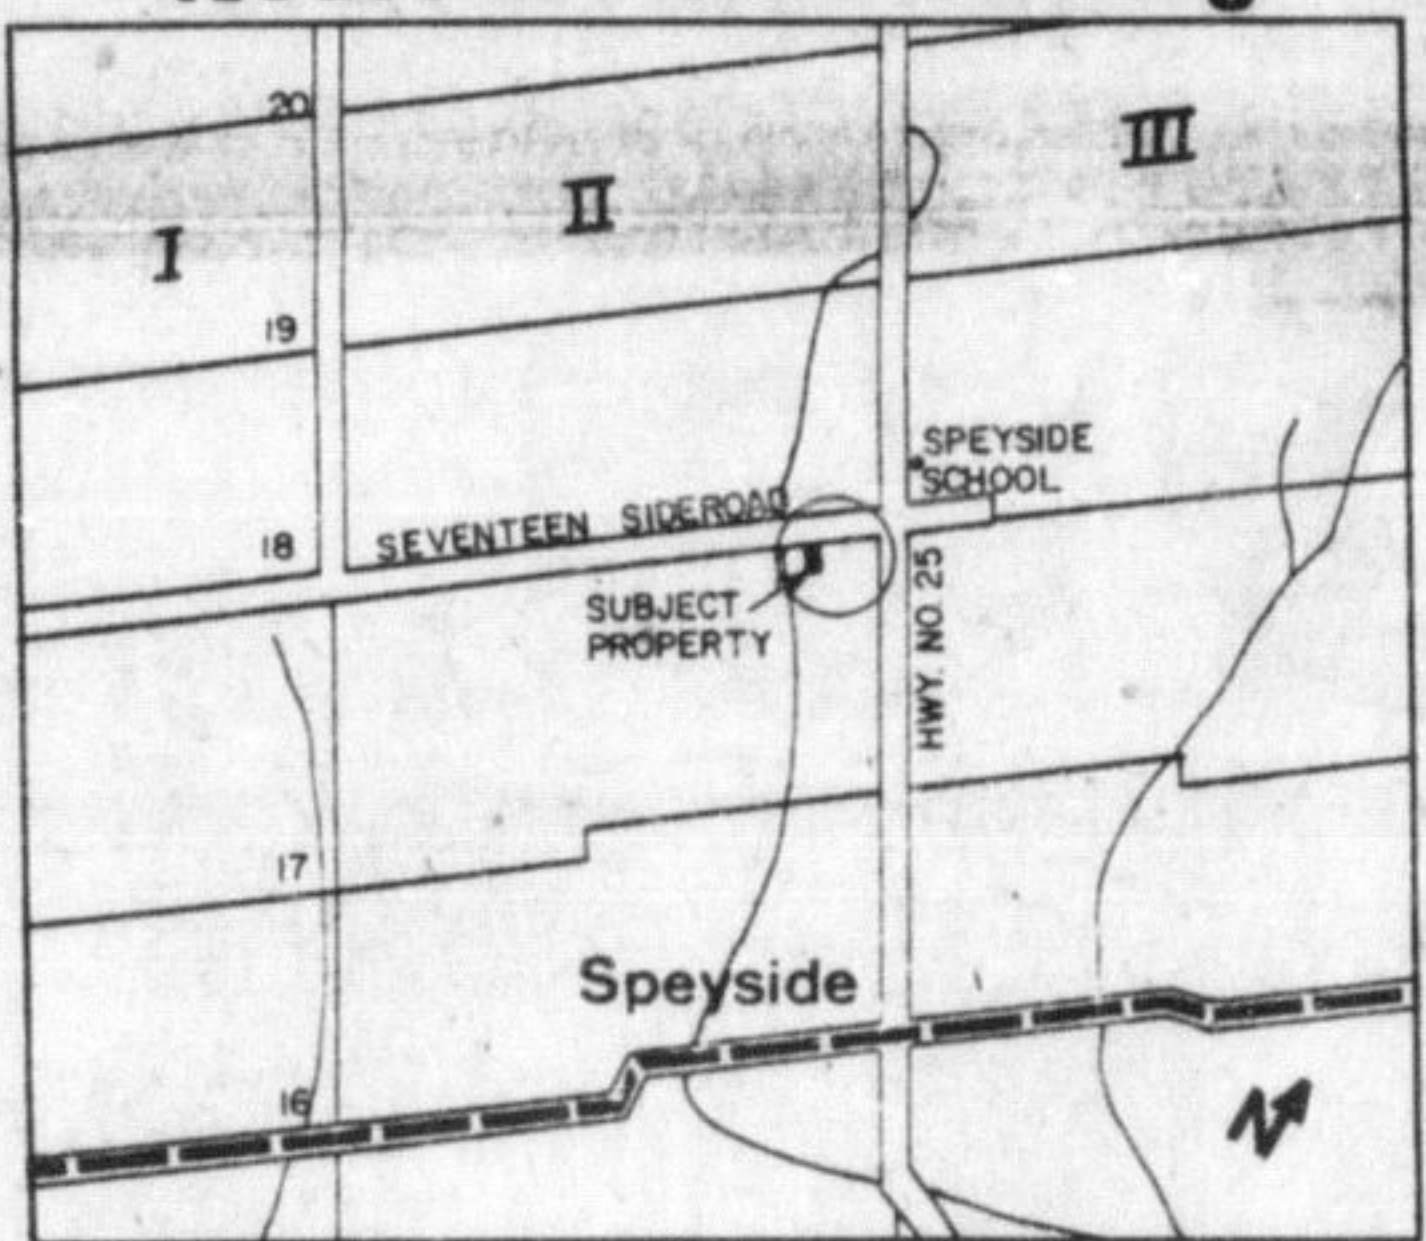 20
III
II
I
19
SPEYSIDE
SCHOOL
SEVENTEEN SIDEROAD
18
HWY. NO. 25
SUBJECT
PROPERTY
17
Speyside
16
N